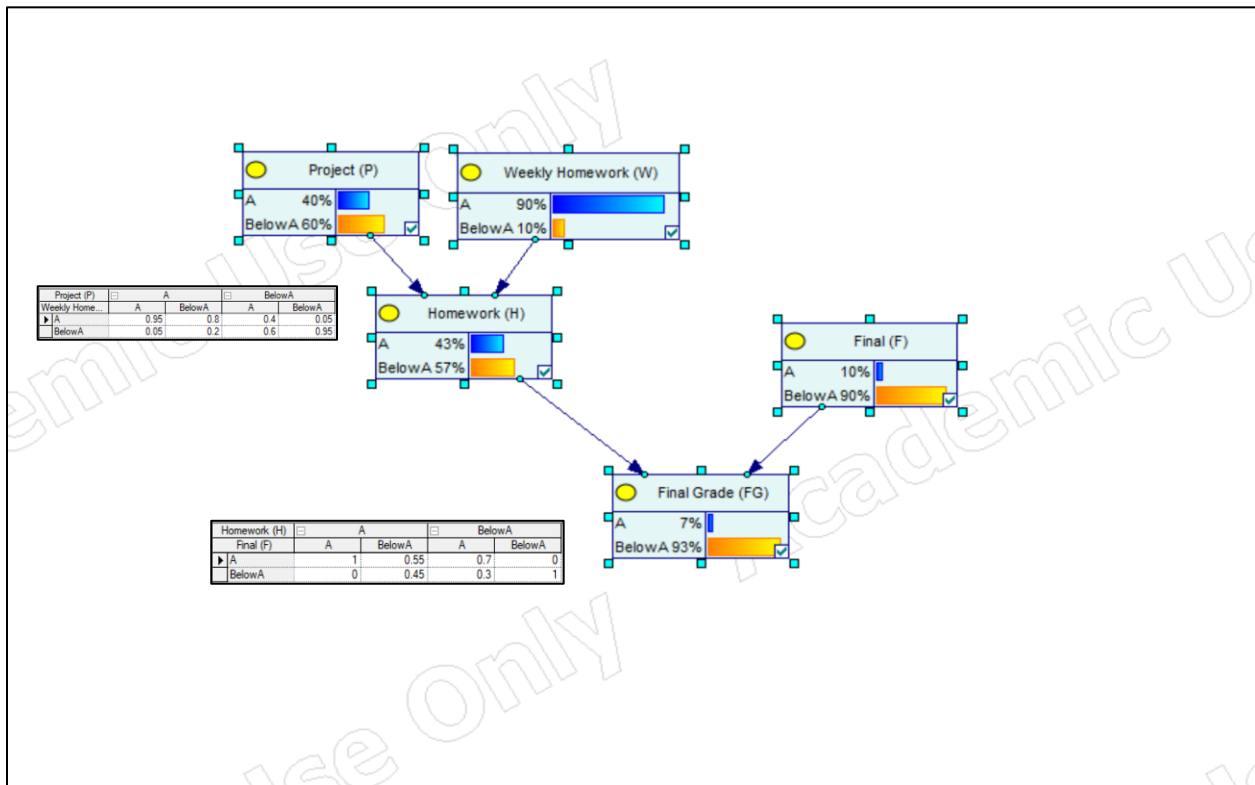 Project (P)
A 40%
BelowA 60%
Weekly Homework (W)
A 90%
BelowA 10%
Project (P) A BelowA
Weekly Home... A BelowA A BelowA
A 0.95 0.8 0.4 0.05
BelowA 0.05 0.2 0.6 0.95
Homework (H)
A 43%
BelowA 57%
Final (F)
A 10%
BelowA 90%
Final Grade (FG)
A 7%
BelowA 93%
Homework (H) A BelowA
Final (F) A BelowA A BelowA
A 1 0.55 0.7 0
BelowA 0 0.45 0.3 1
demic Use Only
Academic Us
Use Only